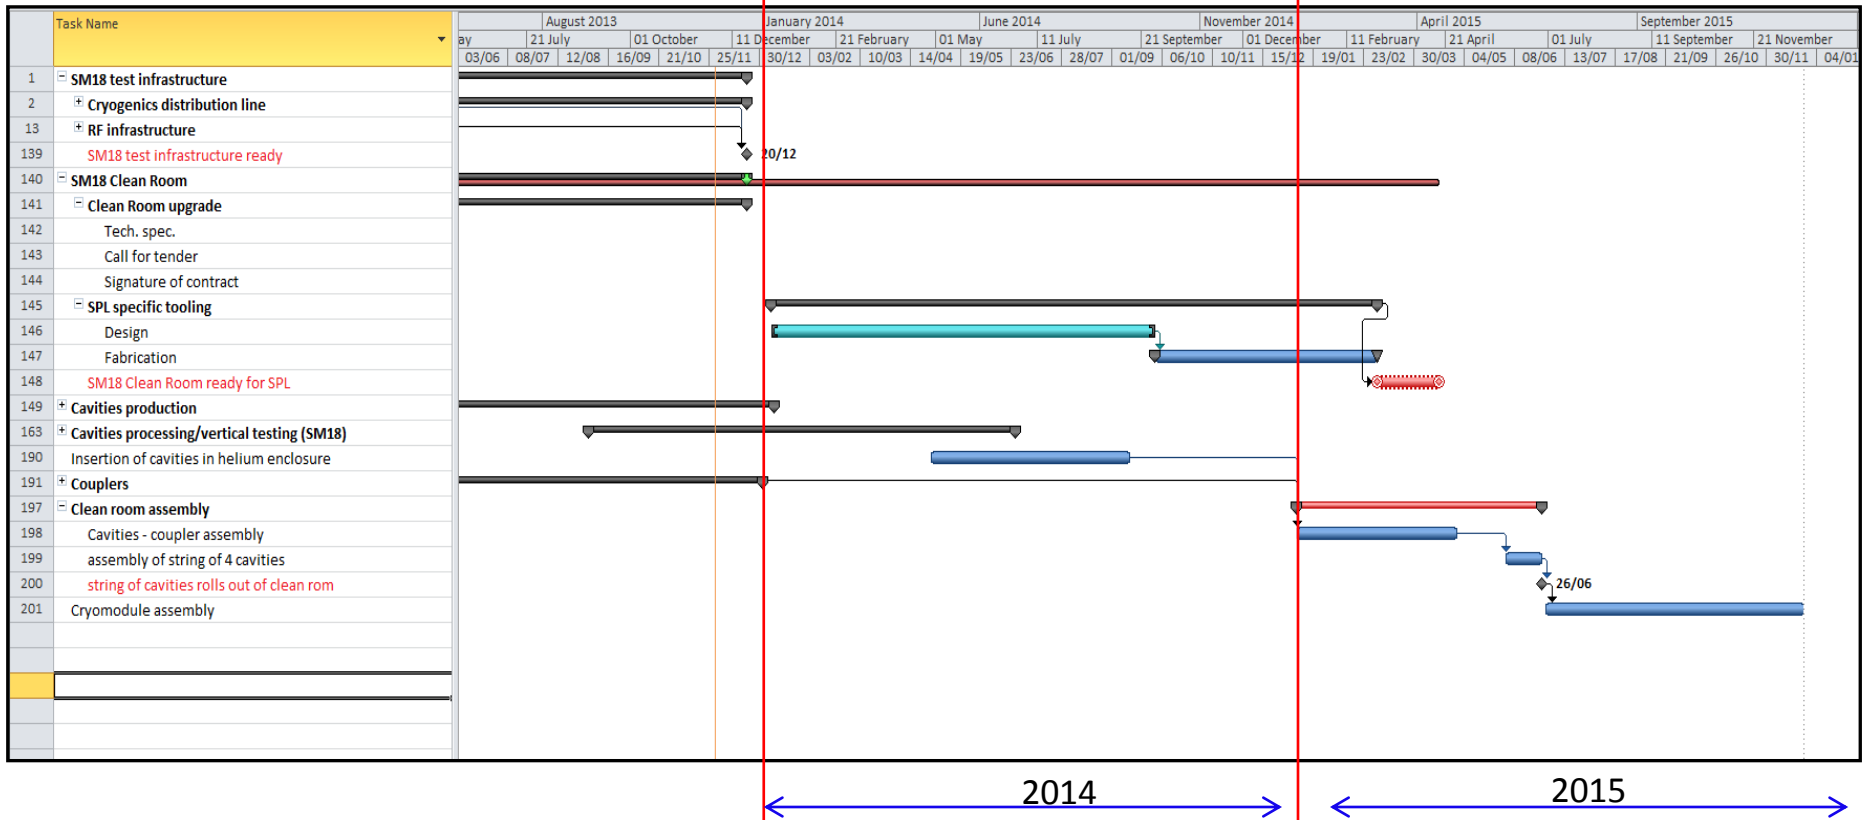 Task Name
August 2013 January 2014 June 2014 November 2014 April 2015 September 2015
ay 21 July 01 October 11 December 21 February 01 May 11 July 21 September 01 December 11 February 21 April 01 July 11 September 21 November
03/06 08/07 12/08 16/09 21/10 25/11 30/12 03/02 10/03 14/04 19/05 23/06 28/07 01/09 06/10 10/11 15/12 19/01 23/02 30/03 04/05 08/06 13/07 17/08 21/09 26/10 30/11 04/01
1 SM18 test infrastructure
2 Cryogenics distribution line
13 RF infrastructure
139 SM18 test infrastructure ready 20/12
140 SM18 Clean Room
141 Clean Room upgrade
142 Tech. spec.
143 Call for tender
144 Signature of contract
145 SPL specific tooling
146 Design
147 Fabrication
148 SM18 Clean Room ready for SPL
149 Cavities production
163 Cavities processing/vertical testing (SM18)
190 Insertion of cavities in helium enclosure
191 Couplers
197 Clean room assembly
198 Cavities - coupler assembly
199 assembly of string of 4 cavities
200 string of cavities rolls out of clean rom 26/06
201 Cryomodule assembly
2014 2015